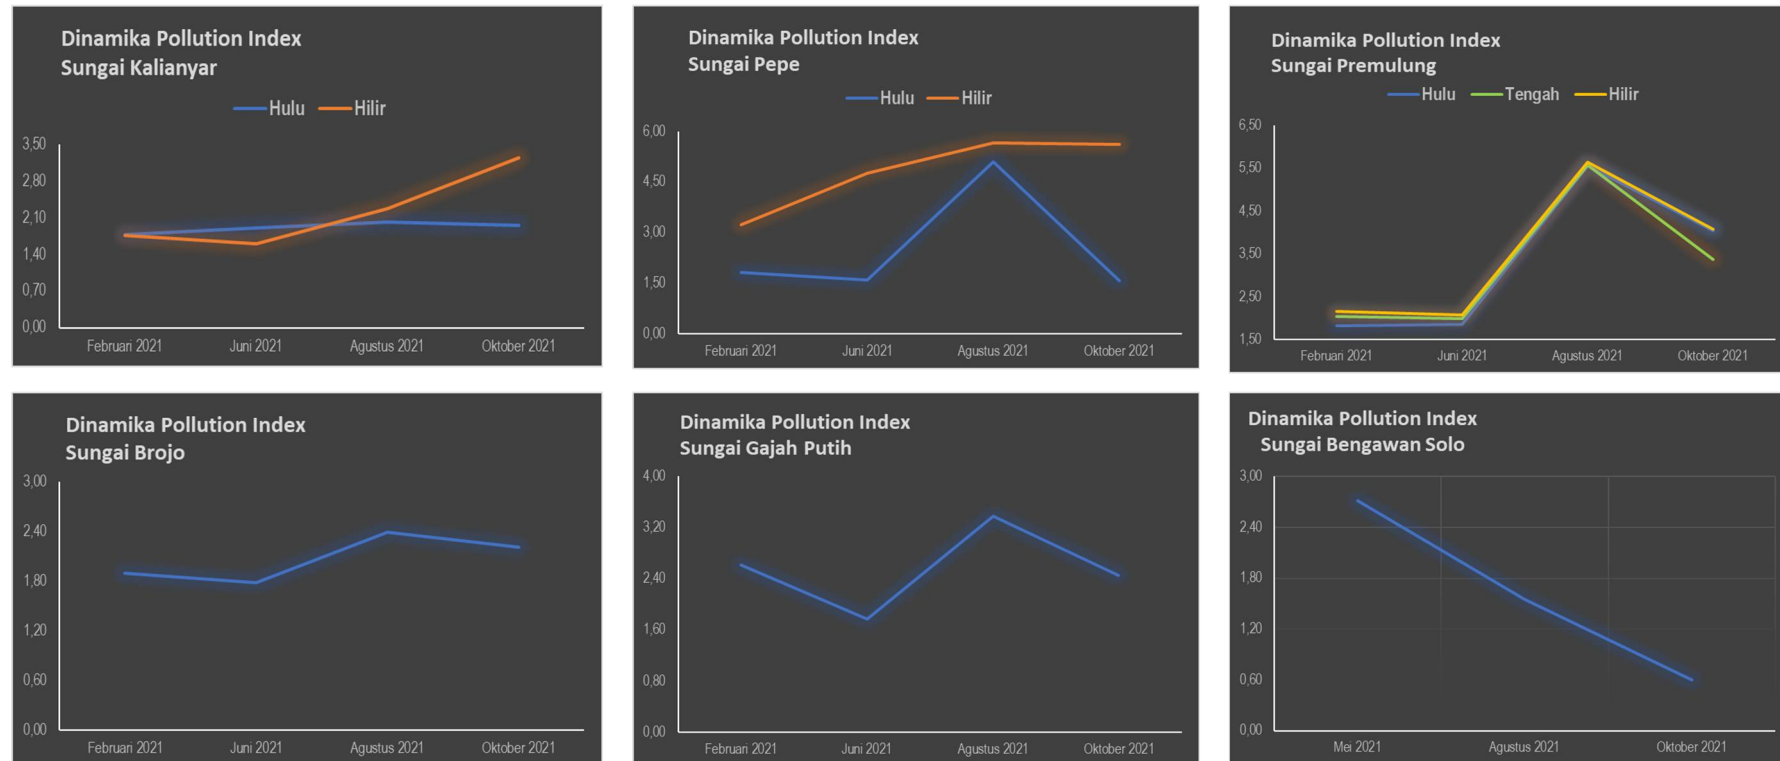 Dinamika Pollution Index
Sungai Kalianyar
Hulu Hilir
3,50
2,80
2,10
1,40
0,70
0,00
Februari 2021 Juni 2021 Agustus 2021 Oktober 2021
Dinamika Pollution Index
Sungai Pepe
Hulu Hilir
6,00
4,50
3,00
1,50
0,00
Februari 2021 Juni 2021 Agustus 2021 Oktober 2021
Dinamika Pollution Index
Sungai Premulung
Hulu Tengah Hilir
6,50
5,50
4,50
3,50
2,50
1,50
Februari 2021 Juni 2021 Agustus 2021 Oktober 2021
Dinamika Pollution Index
Sungai Brojo
3,00
2,40
1,80
1,20
0,60
0,00
Februari 2021 Juni 2021 Agustus 2021 Oktober 2021
Dinamika Pollution Index
Sungai Gajah Putih
4,00
3,20
2,40
1,60
0,80
0,00
Februari 2021 Juni 2021 Agustus 2021 Oktober 2021
Dinamika Pollution Index
Sungai Bengawan Solo
3,00
2,40
1,80
1,20
0,60
0,00
Mei 2021 Agustus 2021 Oktober 2021